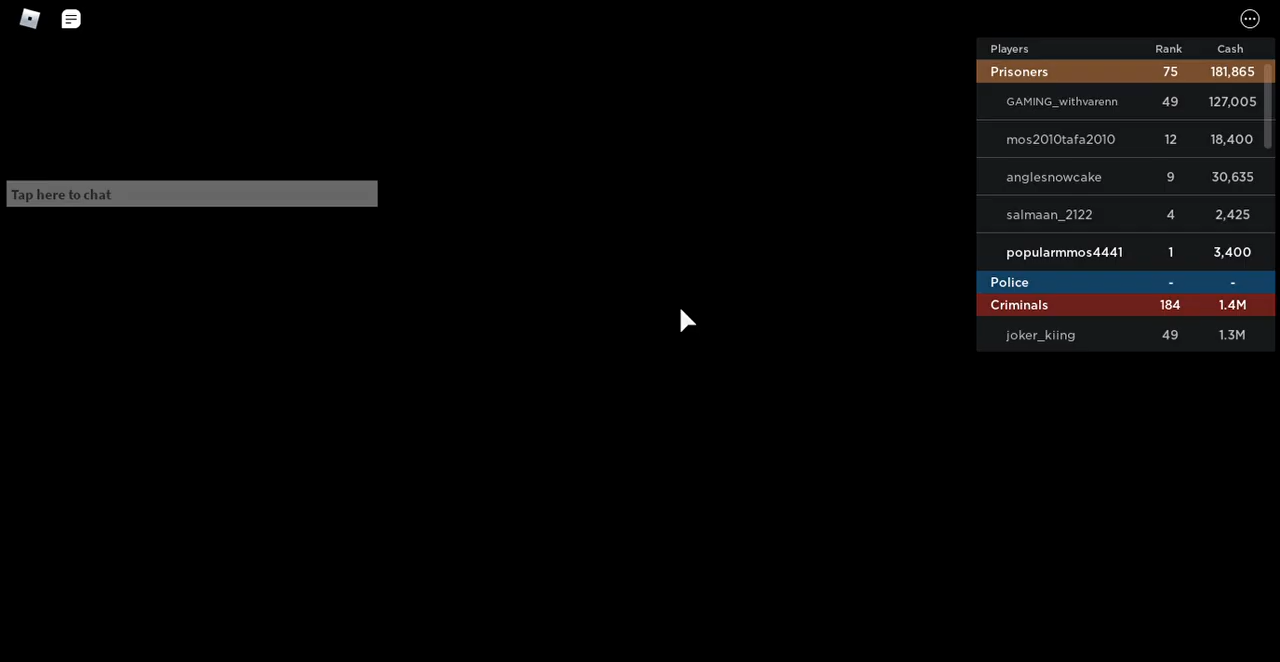 Players Rank Cash
Prisoners 75 181,865
GAMING_withvarenn 49 127,005
mos2010tafa2010 12 18,400
Tap here to chat
anglesnowcake 9 30,635
salmaan_2122 4 2,425
popularmmos4441 1 3,400
Police - -
Criminals 184 1.4M
joker_kiing 49 1.3M